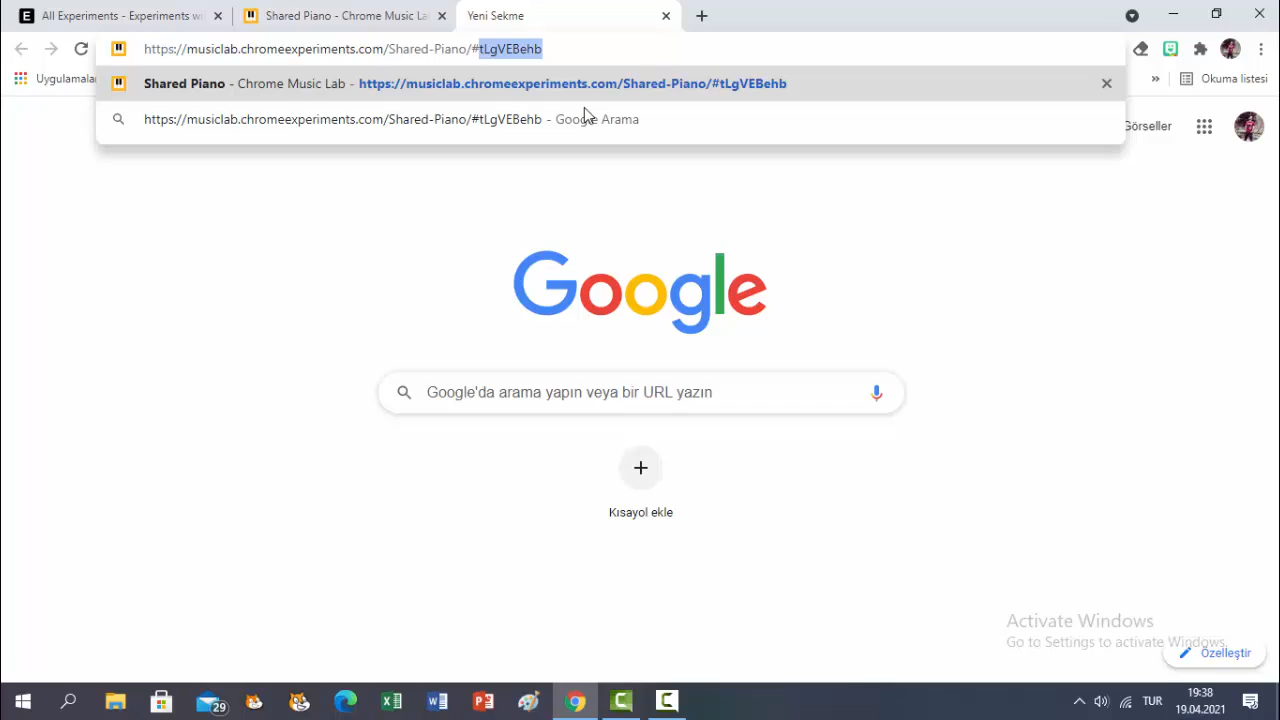 All Experiments - Experiments wi
Shared Piano - Chrome Music La
Yeni Sekme
https://musiclab.chromeexperiments.com/Shared-Piano/#tLgVEBehb
Uygulamalar
Shared Piano - Chrome Music Lab - https://musiclab.chromeexperiments.com/Shared-Piano/#tLgVEBehb
»
Okuma listesi
https://musiclab.chromeexperiments.com/Shared-Piano/#tLgVEBehb - Google Arama
Görseller
Google
Google'da arama yapın veya bir URL yazın
Kısayol ekle
Activate Windows
Go to Settings to activate Windows.
Özelleştir
29
TUR
19:38
19.04.2021